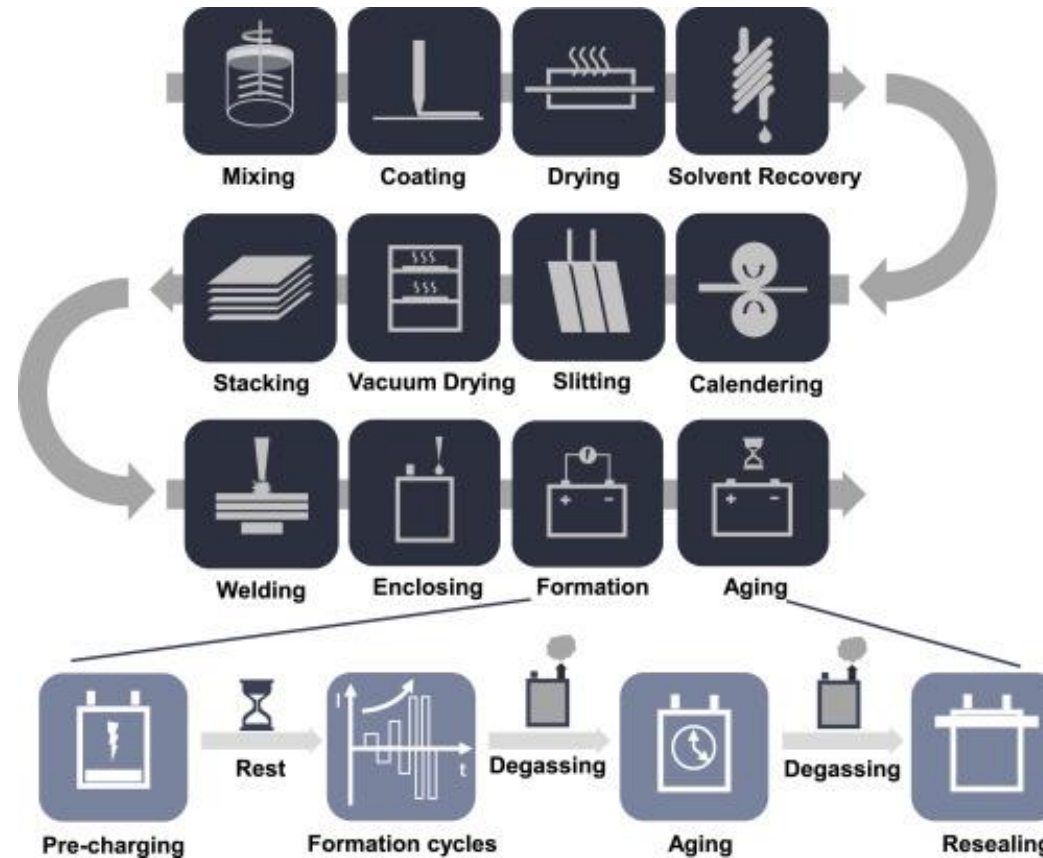 Mixing
Coating
Drying
Solvent Recovery
Stacking
Vacuum Drying
Slitting
Calendering
Welding
Enclosing
+ −
Formation
+ −
Aging
Pre-charging
Rest
I
t
Formation cycles
Degassing
Aging
Degassing
Resealing